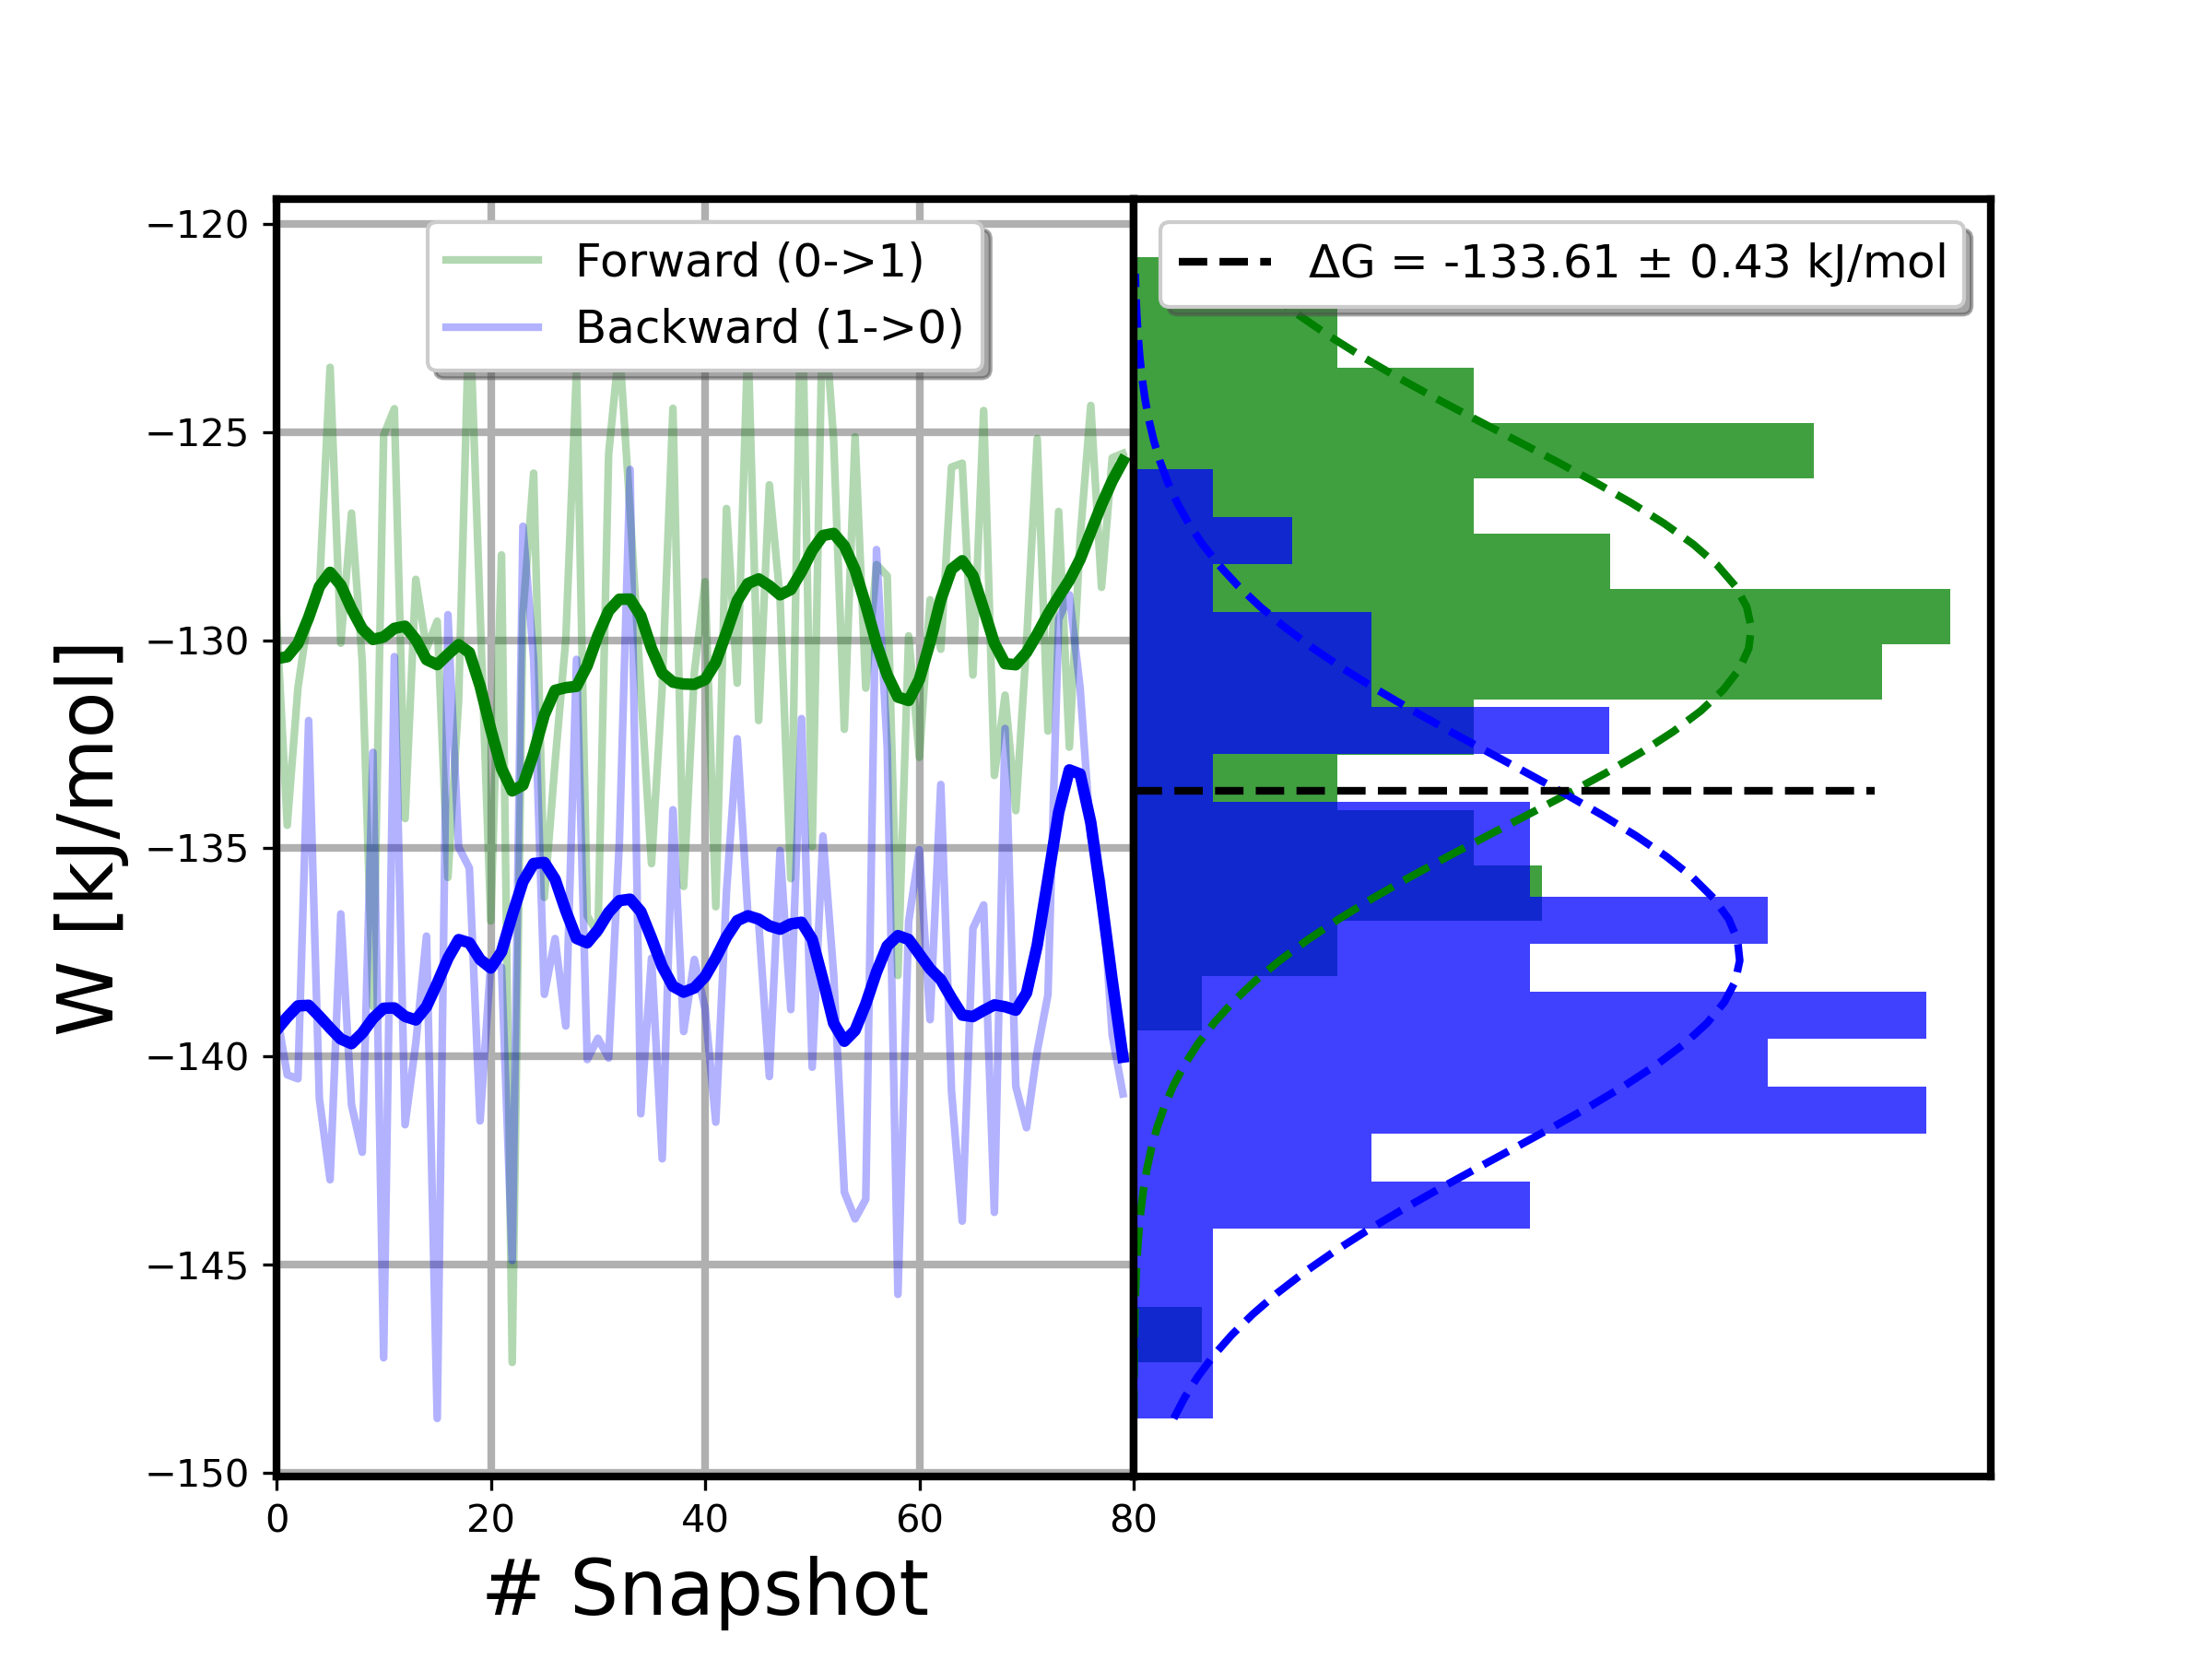 Forward (0->1)
Backward (1->0)
ΔG = -133.61 ± 0.43 kJ/mol
W [kJ/mol]
−120
−125
−130
−135
−140
−145
−150
0 20 40 60 80
# Snapshot